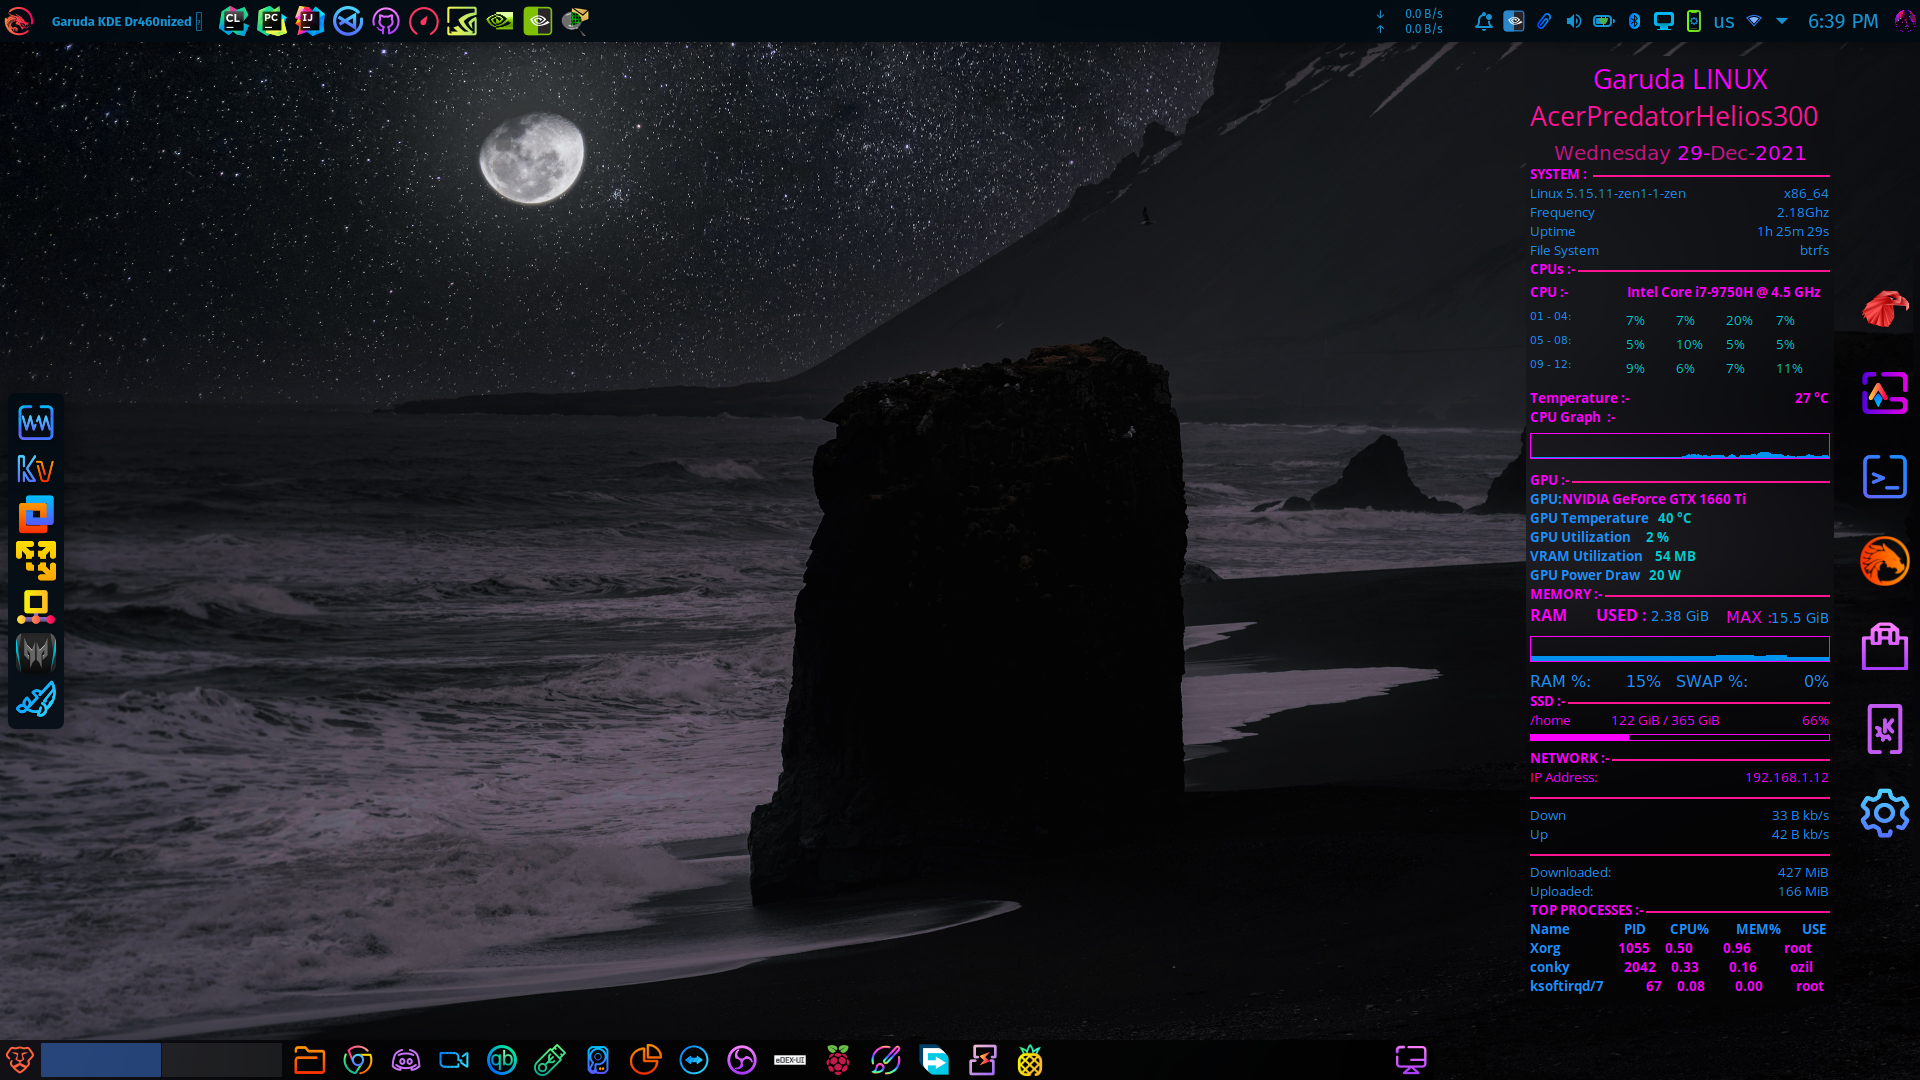 Garuda KDE Dr460nized
CL
PC
IJ
0.0 B/s
0.0 B/s
us
6:39 PM
Garuda LINUX
AcerPredatorHelios300
Wednesday 29-Dec-2021
SYSTEM :
Linux 5.15.11-zen1-1-zen x86_64
Frequency 2.18Ghz
Uptime 1h 25m 29s
File System btrfs
CPUs :-
CPU :- Intel Core i7-9750H @ 4.5 GHz
01 - 04: 7% 7% 20% 7%
05 - 08: 5% 10% 5% 5%
09 - 12: 9% 6% 7% 11%
Temperature :- 27 °C
CPU Graph :-
GPU :-
GPU:NVIDIA GeForce GTX 1660 Ti
GPU Temperature 40 °C
GPU Utilization 2 %
VRAM Utilization 54 MB
GPU Power Draw 20 W
MEMORY :-
RAM USED : 2.38 GiB MAX :15.5 GiB
RAM %: 15% SWAP %: 0%
SSD :-
/home 122 GiB / 365 GiB 66%
NETWORK :-
IP Address: 192.168.1.12
Down 33 B kb/s
Up 42 B kb/s
Downloaded: 427 MiB
Uploaded: 166 MiB
TOP PROCESSES :-
Name PID CPU% MEM% USE
Xorg 1055 0.50 0.96 root
conky 2042 0.33 0.16 ozil
ksoftirqd/7 67 0.08 0.00 root
qb
eDEX-UI